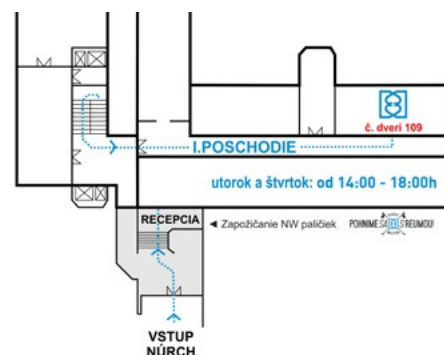 č. dverí 109
I.POSCHODIE
utorok a štvrtok: od 14:00 - 18:00h
RECEPCIA
◄ Zapožičanie NW paličiek
POHNIME SA S REUMOU!
VSTUP
NÚRCH